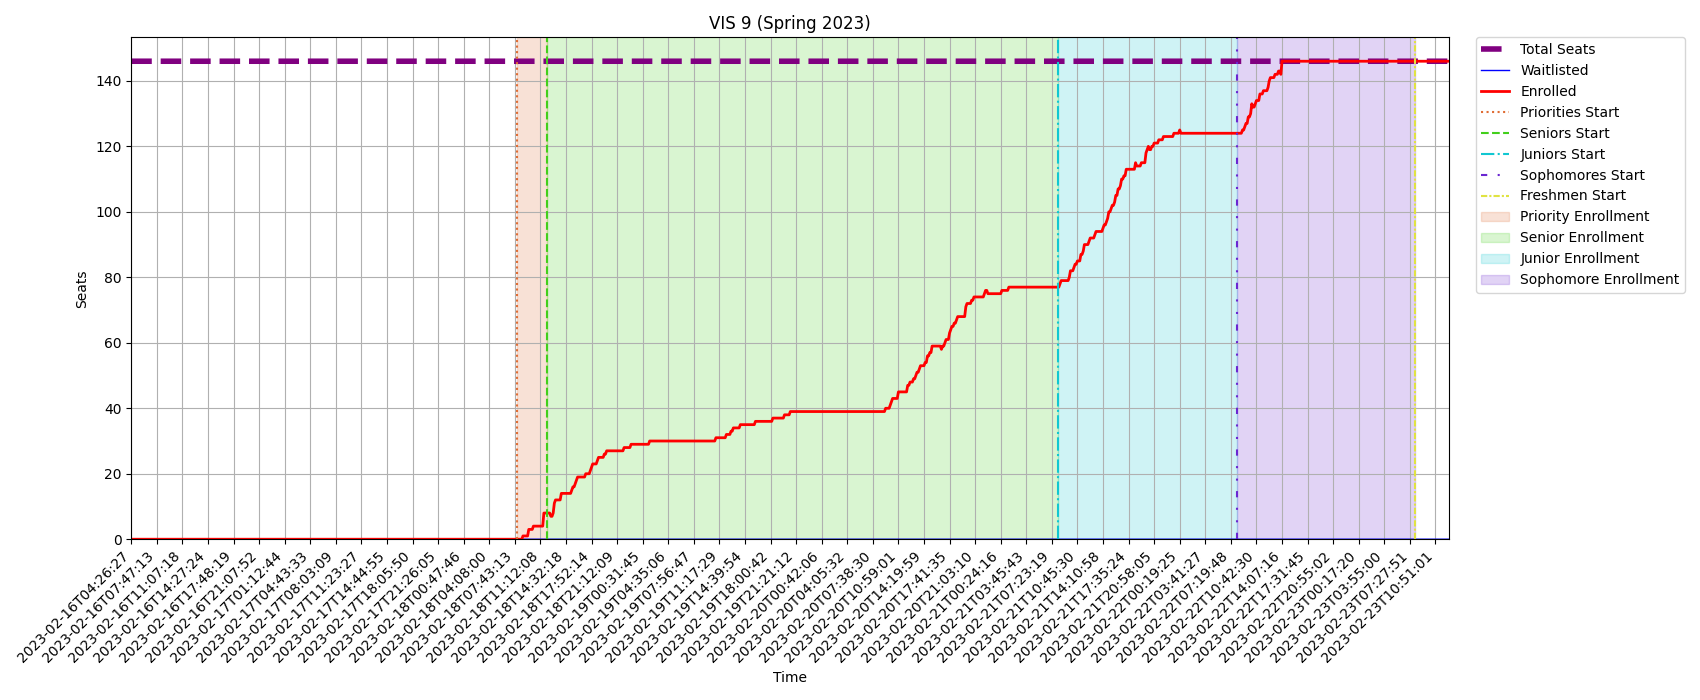 VIS 9 (Spring 2023)
Total Seats
Waitlisted
Enrolled
Priorities Start
Seniors Start
Juniors Start
Sophomores Start
Freshmen Start
Priority Enrollment
Senior Enrollment
Junior Enrollment
Sophomore Enrollment
Seats
140
120
100
80
60
40
20
0
2023-02-16T04:26:27
2023-02-16T07:47:13
2023-02-16T11:07:18
2023-02-16T14:27:24
2023-02-16T17:48:19
2023-02-16T21:07:52
2023-02-17T01:12:44
2023-02-17T04:43:33
2023-02-17T08:03:09
2023-02-17T11:23:27
2023-02-17T14:44:55
2023-02-17T18:05:50
2023-02-17T21:26:05
2023-02-18T00:47:46
2023-02-18T04:08:00
2023-02-18T07:43:13
2023-02-18T11:12:08
2023-02-18T14:32:18
2023-02-18T17:52:14
2023-02-18T21:12:09
2023-02-19T00:31:45
2023-02-19T04:35:06
2023-02-19T07:56:47
2023-02-19T11:17:29
2023-02-19T14:39:54
2023-02-19T18:00:42
2023-02-19T21:21:12
2023-02-20T00:42:06
2023-02-20T04:05:32
2023-02-20T07:38:30
2023-02-20T10:59:01
2023-02-20T14:19:59
2023-02-20T17:41:35
2023-02-20T21:03:10
2023-02-21T00:24:16
2023-02-21T03:45:43
2023-02-21T07:23:19
2023-02-21T10:45:30
2023-02-21T14:10:58
2023-02-21T17:35:24
2023-02-21T20:58:05
2023-02-22T00:19:25
2023-02-22T03:41:27
2023-02-22T07:19:48
2023-02-22T10:42:30
2023-02-22T14:07:16
2023-02-22T17:31:45
2023-02-22T20:55:02
2023-02-23T00:17:20
2023-02-23T03:55:00
2023-02-23T07:27:51
2023-02-23T10:51:01
Time